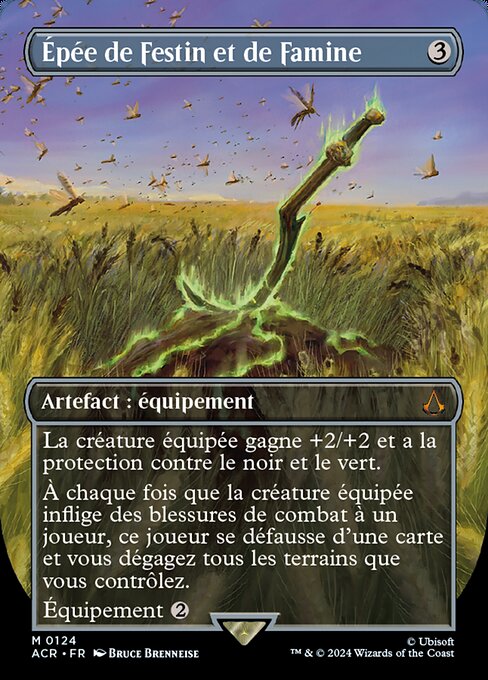 Épée de Festin et de Famine 3
Artefact : équipement
La créature équipée gagne +2/+2 et a la
protection contre le noir et le vert.
À chaque fois que la créature équipée
inflige des blessures de combat à un
joueur, ce joueur se défausse d'une carte
et vous dégagez tous les terrains que
vous contrôlez.
Équipement 2
M 0124
ACR • FR Bruce Brenneise
© Ubisoft
™ & © 2024 Wizards of the Coast